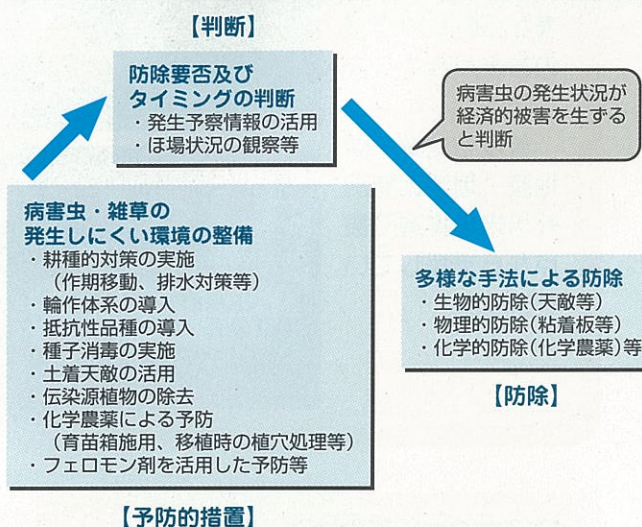 【判断】
防除要否及び
タイミングの判断
・発生予察情報の活用
・ほ場状況の観察等
病害虫の発生状況が
経済的被害を生ずる
と判断
病害虫・雑草の
発生しにくい環境の整備
・耕種的対策の実施
（作期移動、排水対策等）
・輪作体系の導入
・抵抗性品種の導入
・種子消毒の実施
・土着天敵の活用
・伝染源植物の除去
・化学農薬による予防
（育苗箱施用、移植時の植穴処理等）
・フェロモン剤を活用した予防等
【予防的措置】
多様な手法による防除
・生物的防除（天敵等）
・物理的防除（粘着板等）
・化学的防除（化学農薬）等
【防除】